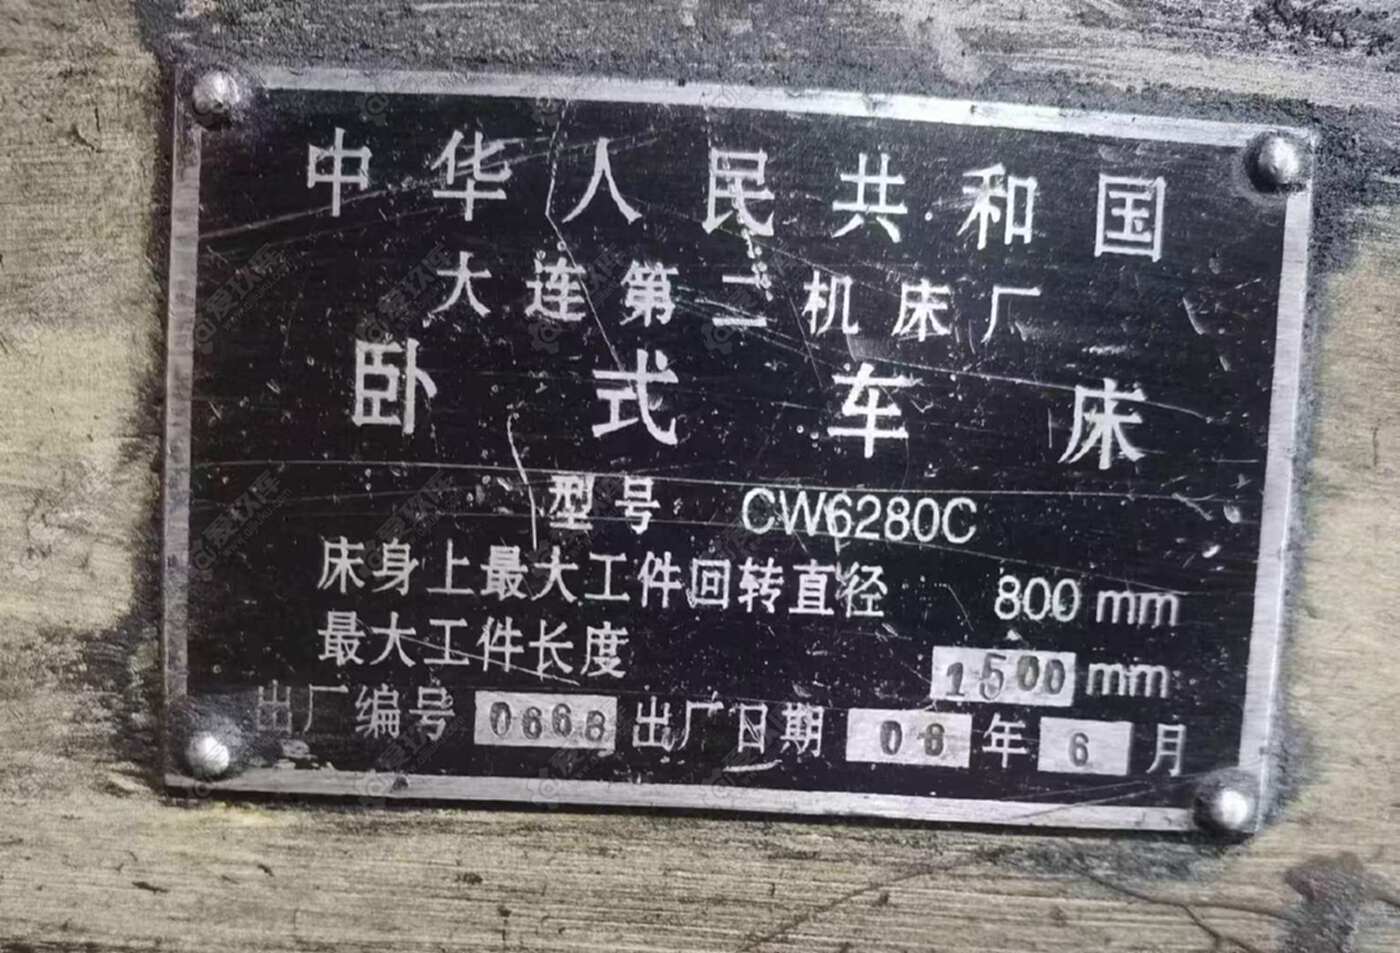 中华人民共和国
大连第二机床厂
卧式车床
型号 CW6280C
床身上最大工件回转直径 800 mm
最大工件长度 1500 mm
出厂编号 0668 出厂日期 08 年 6 月